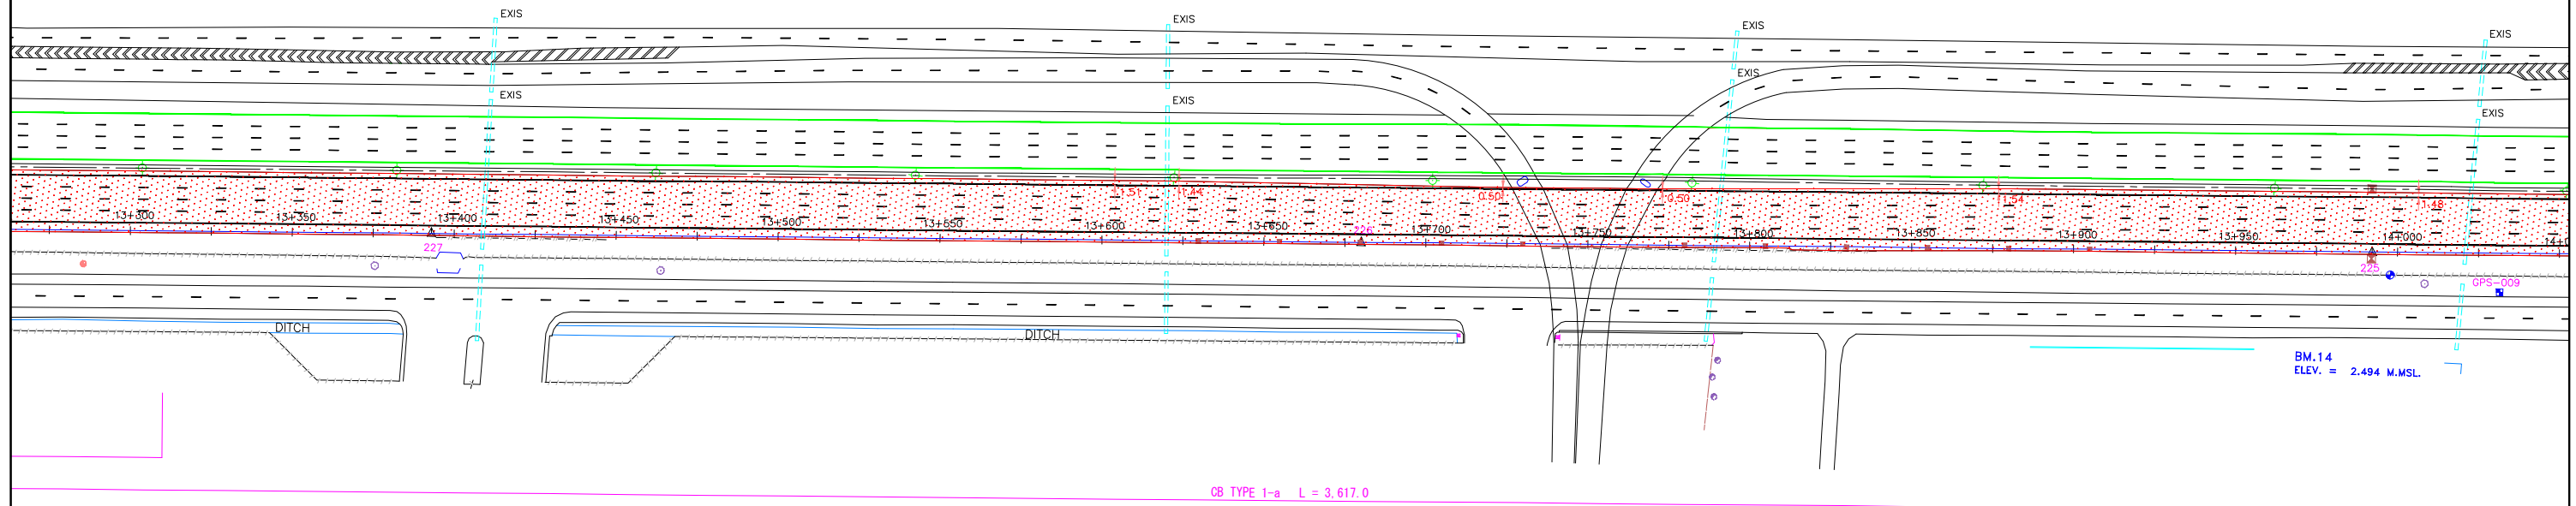 EXIS
EXIS
EXIS
EXIS
EXIS
EXIS
EXIS
EXIS
EXIS
1.51
1.44
0.50
0.50
1.54
1.48
13+300
13+350
13+400
13+450
13+500
13+550
13+600
13+650
13+700
13+750
13+800
13+850
13+900
13+950
14+000
227
226
225
GPS-009
DITCH
DITCH
BM.14
ELEV. = 2.494 M.MSL.
CB TYPE 1-a L = 3,617.0